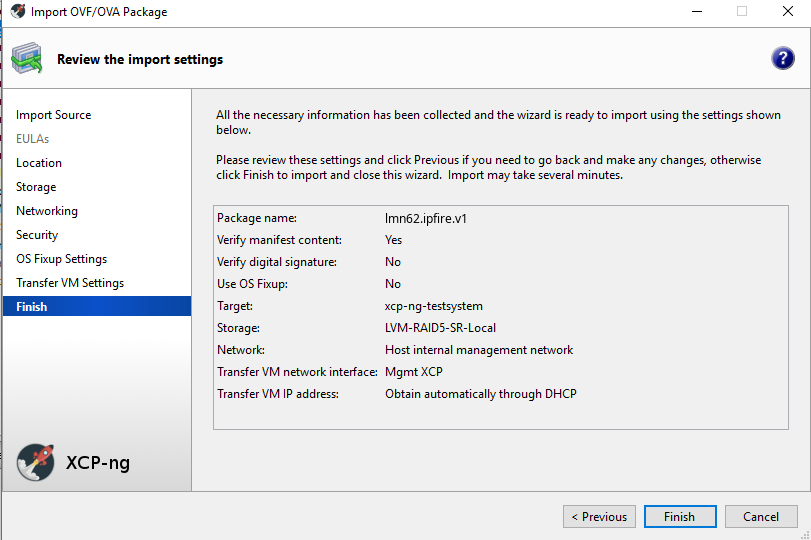 Import OVF/OVA Package
Review the import settings
?
Import Source
EULAs
Location
Storage
Networking
Security
OS Fixup Settings
Transfer VM Settings
Finish
XCP-ng
All the necessary information has been collected and the wizard is ready to import using the settings shown
below.
Please review these settings and click Previous if you need to go back and make any changes, otherwise
click Finish to import and close this wizard. Import may take several minutes.
Package name: lmn62.ipfire.v1
Verify manifest content: Yes
Verify digital signature: No
Use OS Fixup: No
Target: xcp-ng-testsystem
Storage: LVM-RAID5-SR-Local
Network: Host internal management network
Transfer VM network interface: Mgmt XCP
Transfer VM IP address: Obtain automatically through DHCP
< Previous
Finish
Cancel